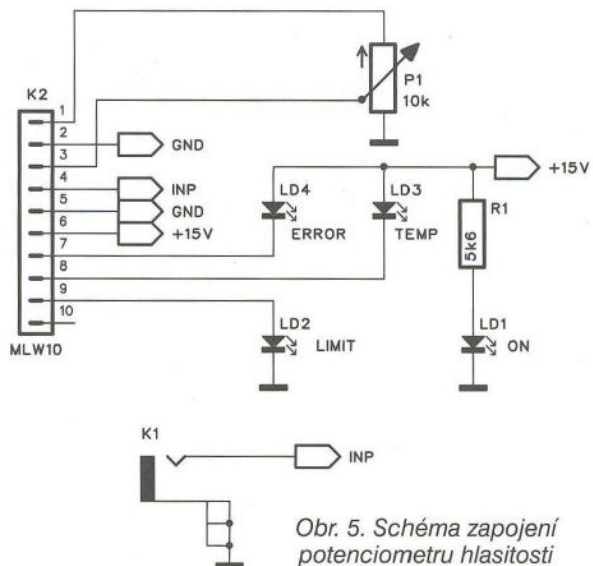 K2
1
2
3
4
5
6
7
8
9
10
MLW10
GND
INP
GND
+15V
P1
10k
+15V
LD4
ERROR
LD3
TEMP
R1
5k6
LD2
LIMIT
LD1
ON
K1
INP
Obr. 5. Schéma zapojení
potenciometru hlasitosti